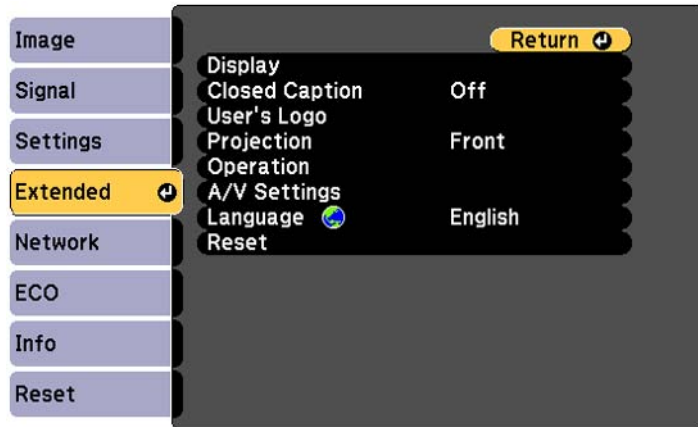 Image
Signal
Settings
Extended
Network
ECO
Info
Reset
Return
Display
Closed Caption Off
User's Logo
Projection Front
Operation
A/V Settings
Language English
Reset